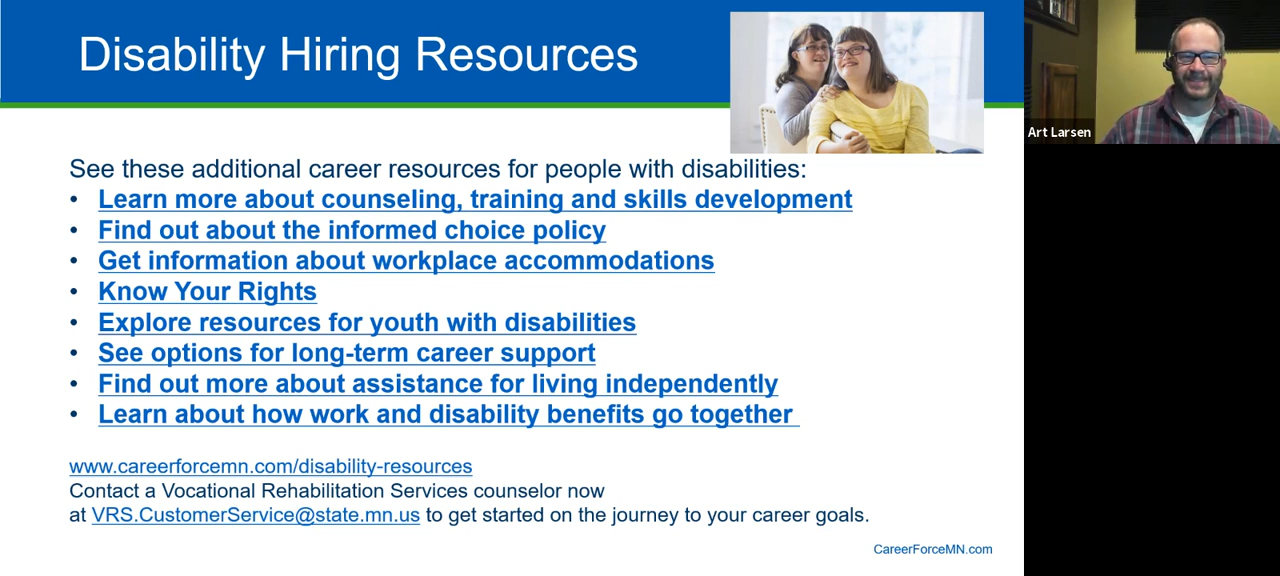 Disability Hiring Resources
Art Larsen
See these additional career resources for people with disabilities:
• Learn more about counseling, training and skills development
• Find out about the informed choice policy
• Get information about workplace accommodations
• Know Your Rights
• Explore resources for youth with disabilities
• See options for long-term career support
• Find out more about assistance for living independently
• Learn about how work and disability benefits go together
www.careerforcemn.com/disability-resources
Contact a Vocational Rehabilitation Services counselor now
at VRS.CustomerService@state.mn.us to get started on the journey to your career goals.
CareerForceMN.com